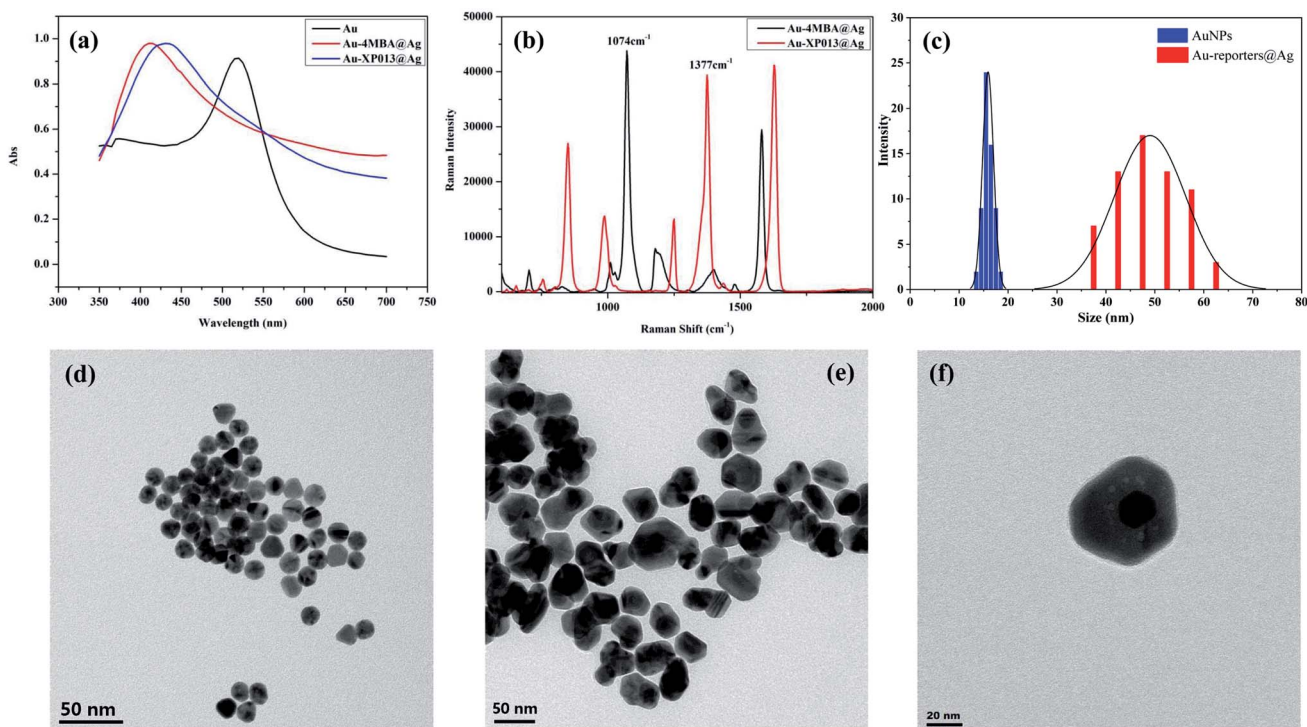 (a)
Au
Au-4MBA@Ag
Au-XP013@Ag
1.0
0.8
0.6
0.4
0.2
0.0
Abs
300 350 400 450 500 550 600 650 700 750
Wavelength (nm)
(b)
Au-4MBA@Ag
Au-XP013@Ag
1074cm-1
1377cm-1
50000
45000
40000
30000
20000
10000
0
Raman Intensity
1000 1500 2000
Raman Shift (cm-1)
(c)
AuNPs
Au-reporters@Ag
30
25
20
15
10
5
0
Intensity
0 10 20 30 40 50 60 70 80
Size (nm)
(d)
50 nm
(e)
50 nm
(f)
20 nm